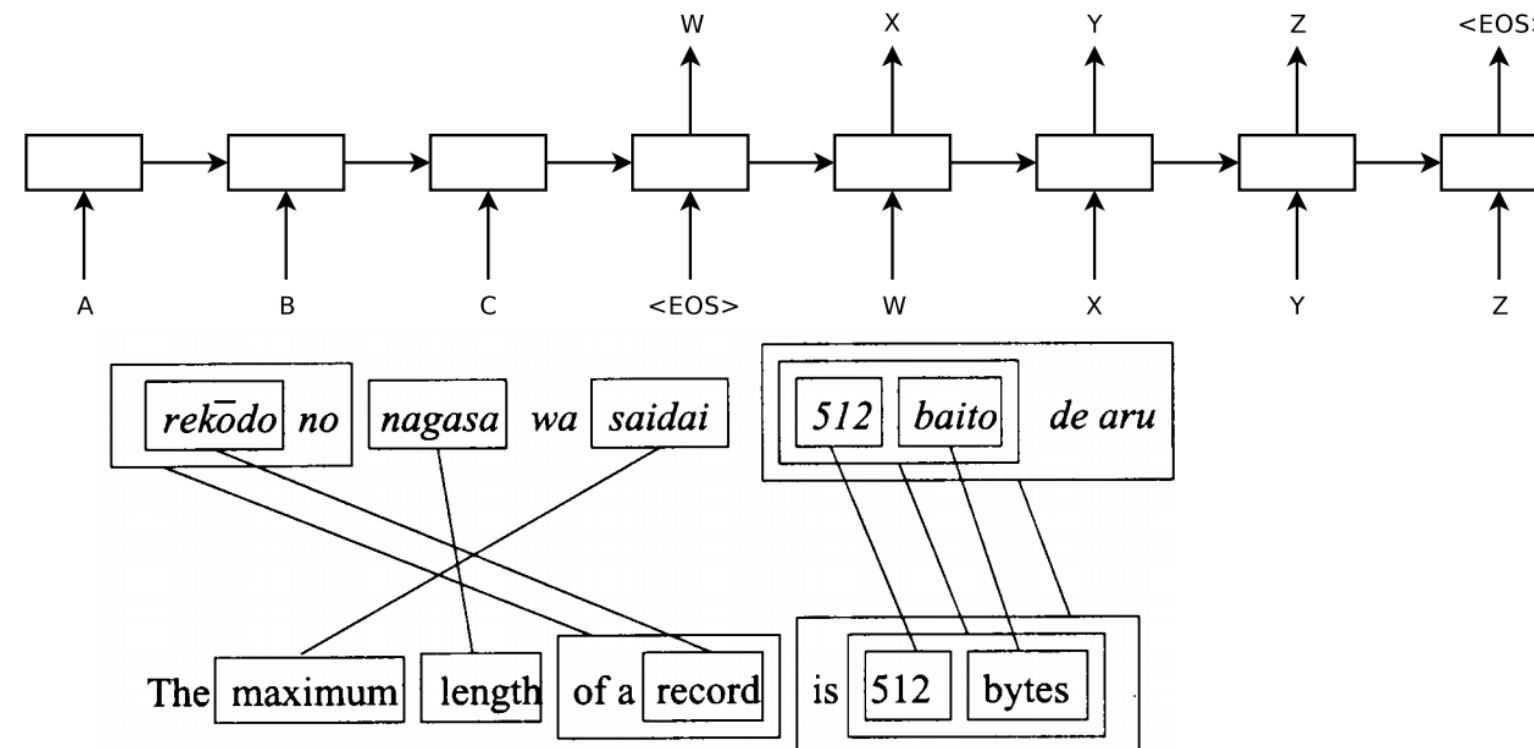 W X Y Z <EOS>
A B C <EOS> W X Y Z
rekōdo no nagasa wa saidai 512 baito de aru
The maximum length of a record is 512 bytes